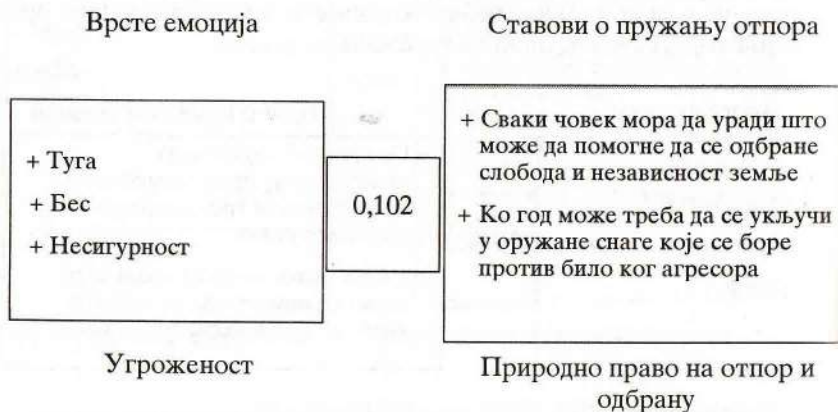 Врсте емоција
Ставови о пружању отпора
+ Туга
+ Бес
+ Несигурност
0,102
+ Сваки човек мора да уради што
може да помогне да се одбране
слобода и независност земље
+ Ко год може треба да се укључи
у оружане снаге које се боре
против било ког агресора
Угроженост
Природно право на отпор и
одбрану